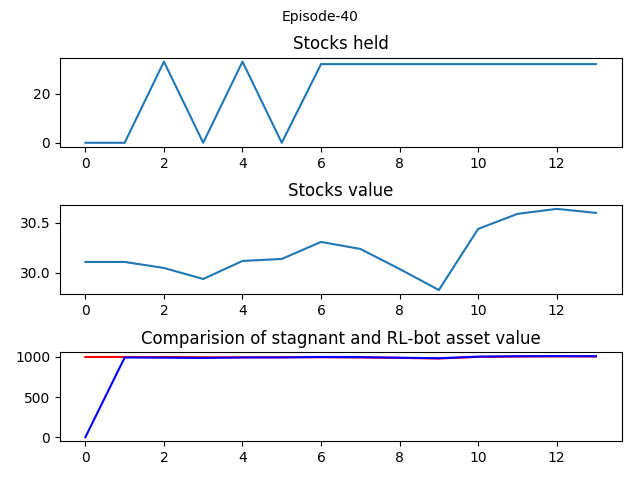 Episode-40
Stocks held
20
0
0 2 4 6 8 10 12
Stocks value
30.5
30.0
0 2 4 6 8 10 12
Comparision of stagnant and RL-bot asset value
1000
500
0
0 2 4 6 8 10 12